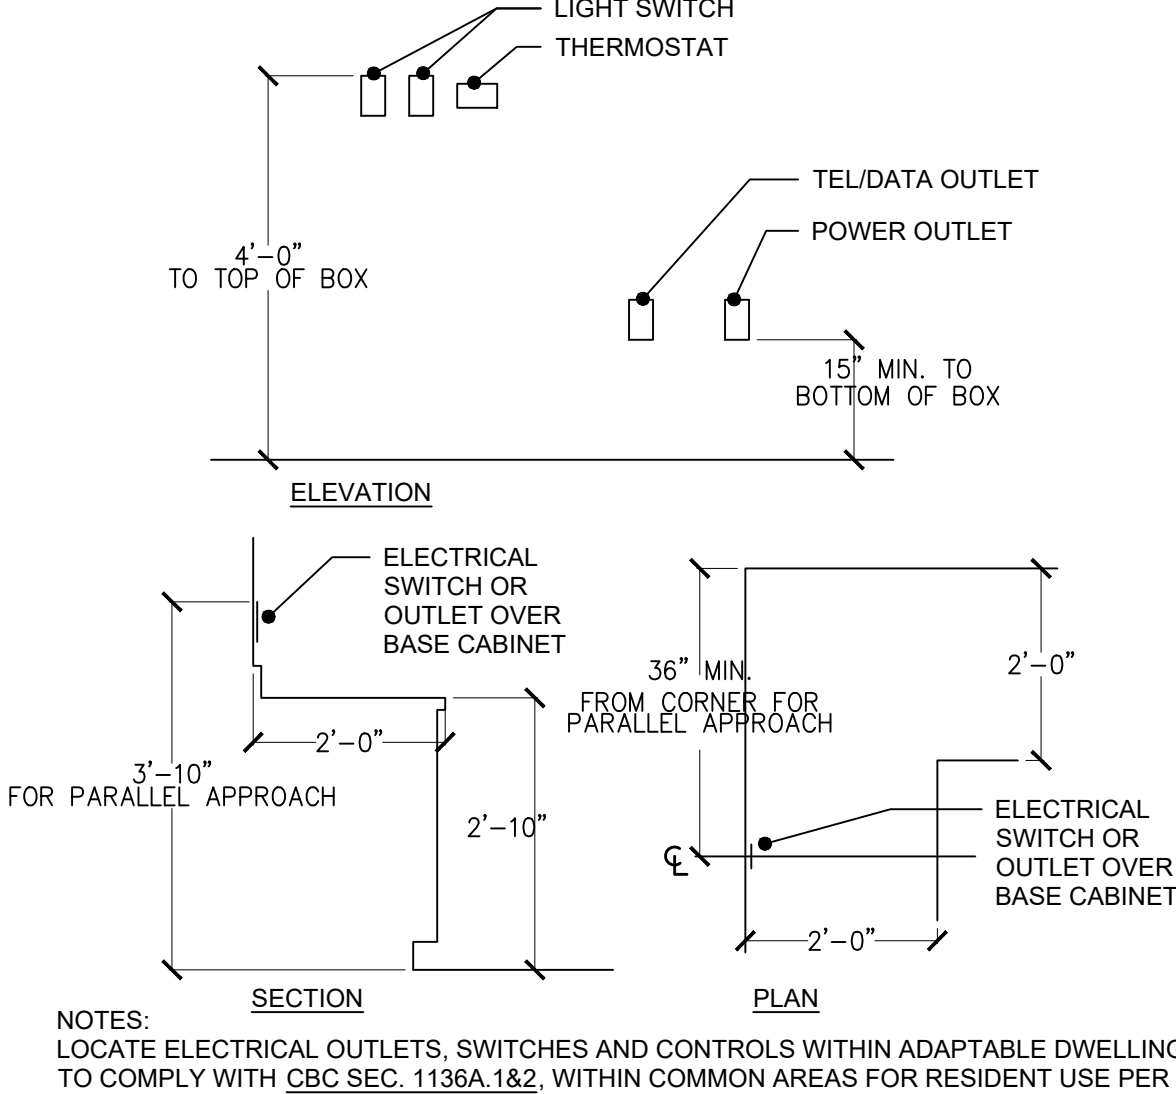 LIGHT SWITCH
THERMOSTAT
TEL/DATA OUTLET
POWER OUTLET
4'-0"
TO TOP OF BOX
15" MIN. TO
BOTTOM OF BOX
ELEVATION
ELECTRICAL
SWITCH OR
OUTLET OVER
BASE CABINET
2'-0"
3'-10"
FOR PARALLEL APPROACH
2'-10"
SECTION
36" MIN.
FROM CORNER FOR
PARALLEL APPROACH
2'-0"
℄
ELECTRICAL
SWITCH OR
OUTLET OVER
BASE CABINET
2'-0"
PLAN
NOTES:
LOCATE ELECTRICAL OUTLETS, SWITCHES AND CONTROLS WITHIN ADAPTABLE DWELLING
TO COMPLY WITH CBC SEC. 1136A.1&2, WITHIN COMMON AREAS FOR RESIDENT USE PER